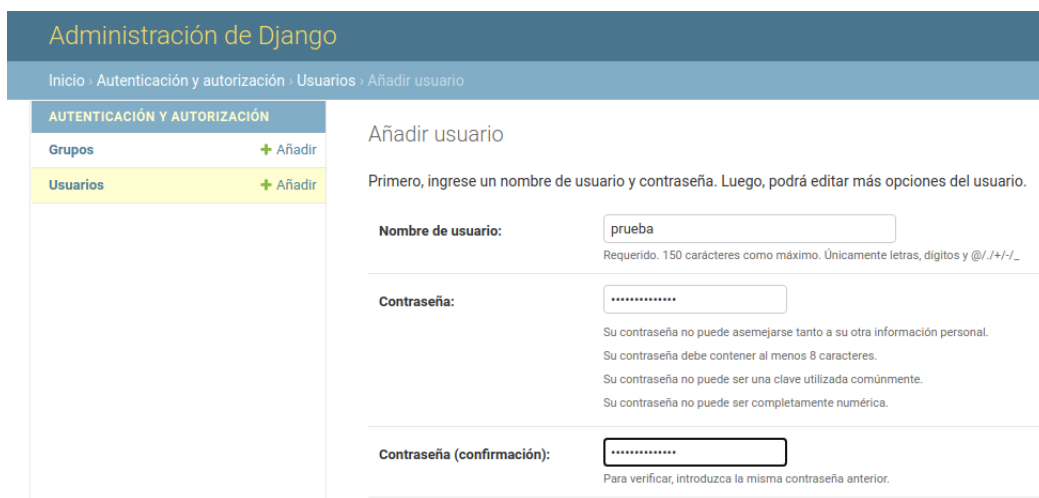 Administración de Django
Inicio › Autenticación y autorización › Usuarios › Añadir usuario
AUTENTICACIÓN Y AUTORIZACIÓN
Grupos + Añadir
Usuarios + Añadir
Añadir usuario
Primero, ingrese un nombre de usuario y contraseña. Luego, podrá editar más opciones del usuario.
Nombre de usuario: prueba
Requerido. 150 carácteres como máximo. Únicamente letras, dígitos y @/./+/-/_
Contraseña: ••••••••••••••
Su contraseña no puede asemejarse tanto a su otra información personal.
Su contraseña debe contener al menos 8 caracteres.
Su contraseña no puede ser una clave utilizada comúnmente.
Su contraseña no puede ser completamente numérica.
Contraseña (confirmación): ••••••••••••••
Para verificar, introduzca la misma contraseña anterior.